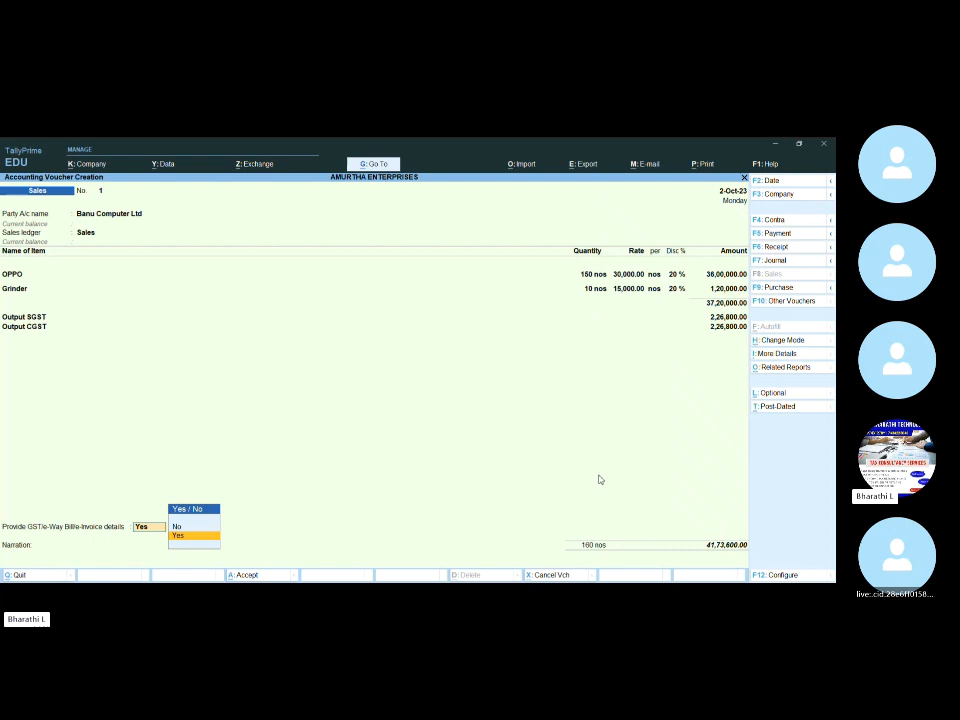 TallyPrime
EDU
MANAGE
K: Company
Y: Data
Z: Exchange
G: Go To
O: Import
E: Export
M: E-mail
P: Print
F1: Help
Accounting Voucher Creation
AMURTHA ENTERPRISES
X
Sales No. 1
2-Oct-23
Monday
Party A/c name : Banu Computer Ltd
Current balance :
Sales ledger : Sales
Current balance :
Name of Item Quantity Rate per Disc % Amount
OPPO 150 nos 30,000.00 nos 20 % 36,00,000.00
Grinder 10 nos 15,000.00 nos 20 % 1,20,000.00
37,20,000.00
Output SGST 2,26,800.00
Output CGST 2,26,800.00
Yes / No
No
Yes
Provide GST/e-Way Bill/e-Invoice details : Yes
Narration:
160 nos 41,73,600.00
Q: Quit
A: Accept
D: Delete
X: Cancel Vch
F12: Configure
F2: Date
F3: Company
F4: Contra
F5: Payment
F6: Receipt
F7: Journal
F8: Sales
F9: Purchase
F10: Other Vouchers
F: Autofill
H: Change Mode
I: More Details
O: Related Reports
L: Optional
T: Post-Dated
TAX CONSULTANCY SERVICES
Bharathi L
live:.cid.28e6ff0158...
Bharathi L